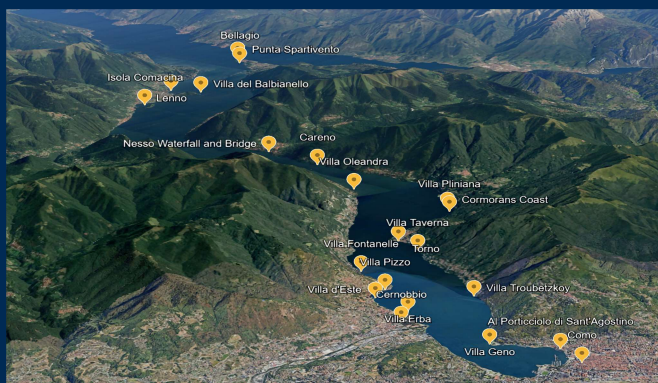 Bellagio
Punta Spartivento
Isola Comacina
Villa del Balbianello
Lenno
Nesso Waterfall and Bridge
Careno
Villa Oleandra
Villa Pliniana
Cormorans Coast
Villa Taverna
Villa Fontanelle
Torno
Villa Pizzo
Villa d'Este
Cernobbio
Villa Troubetzkoy
Villa Erba
Al Porticciolo di Sant'Agostino
Como
Villa Geno